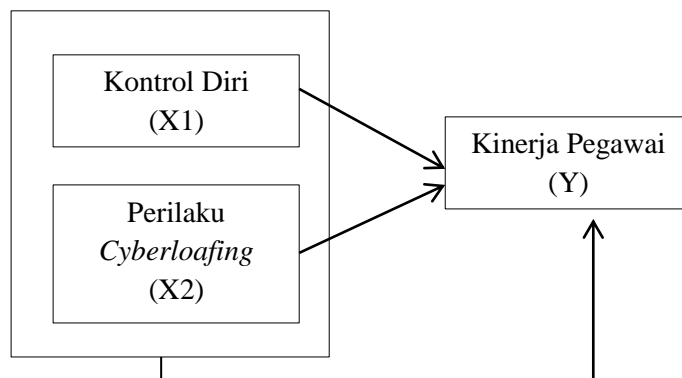 Kontrol Diri
(X1)
Perilaku
Cyberloafing
(X2)
Kinerja Pegawai
(Y)